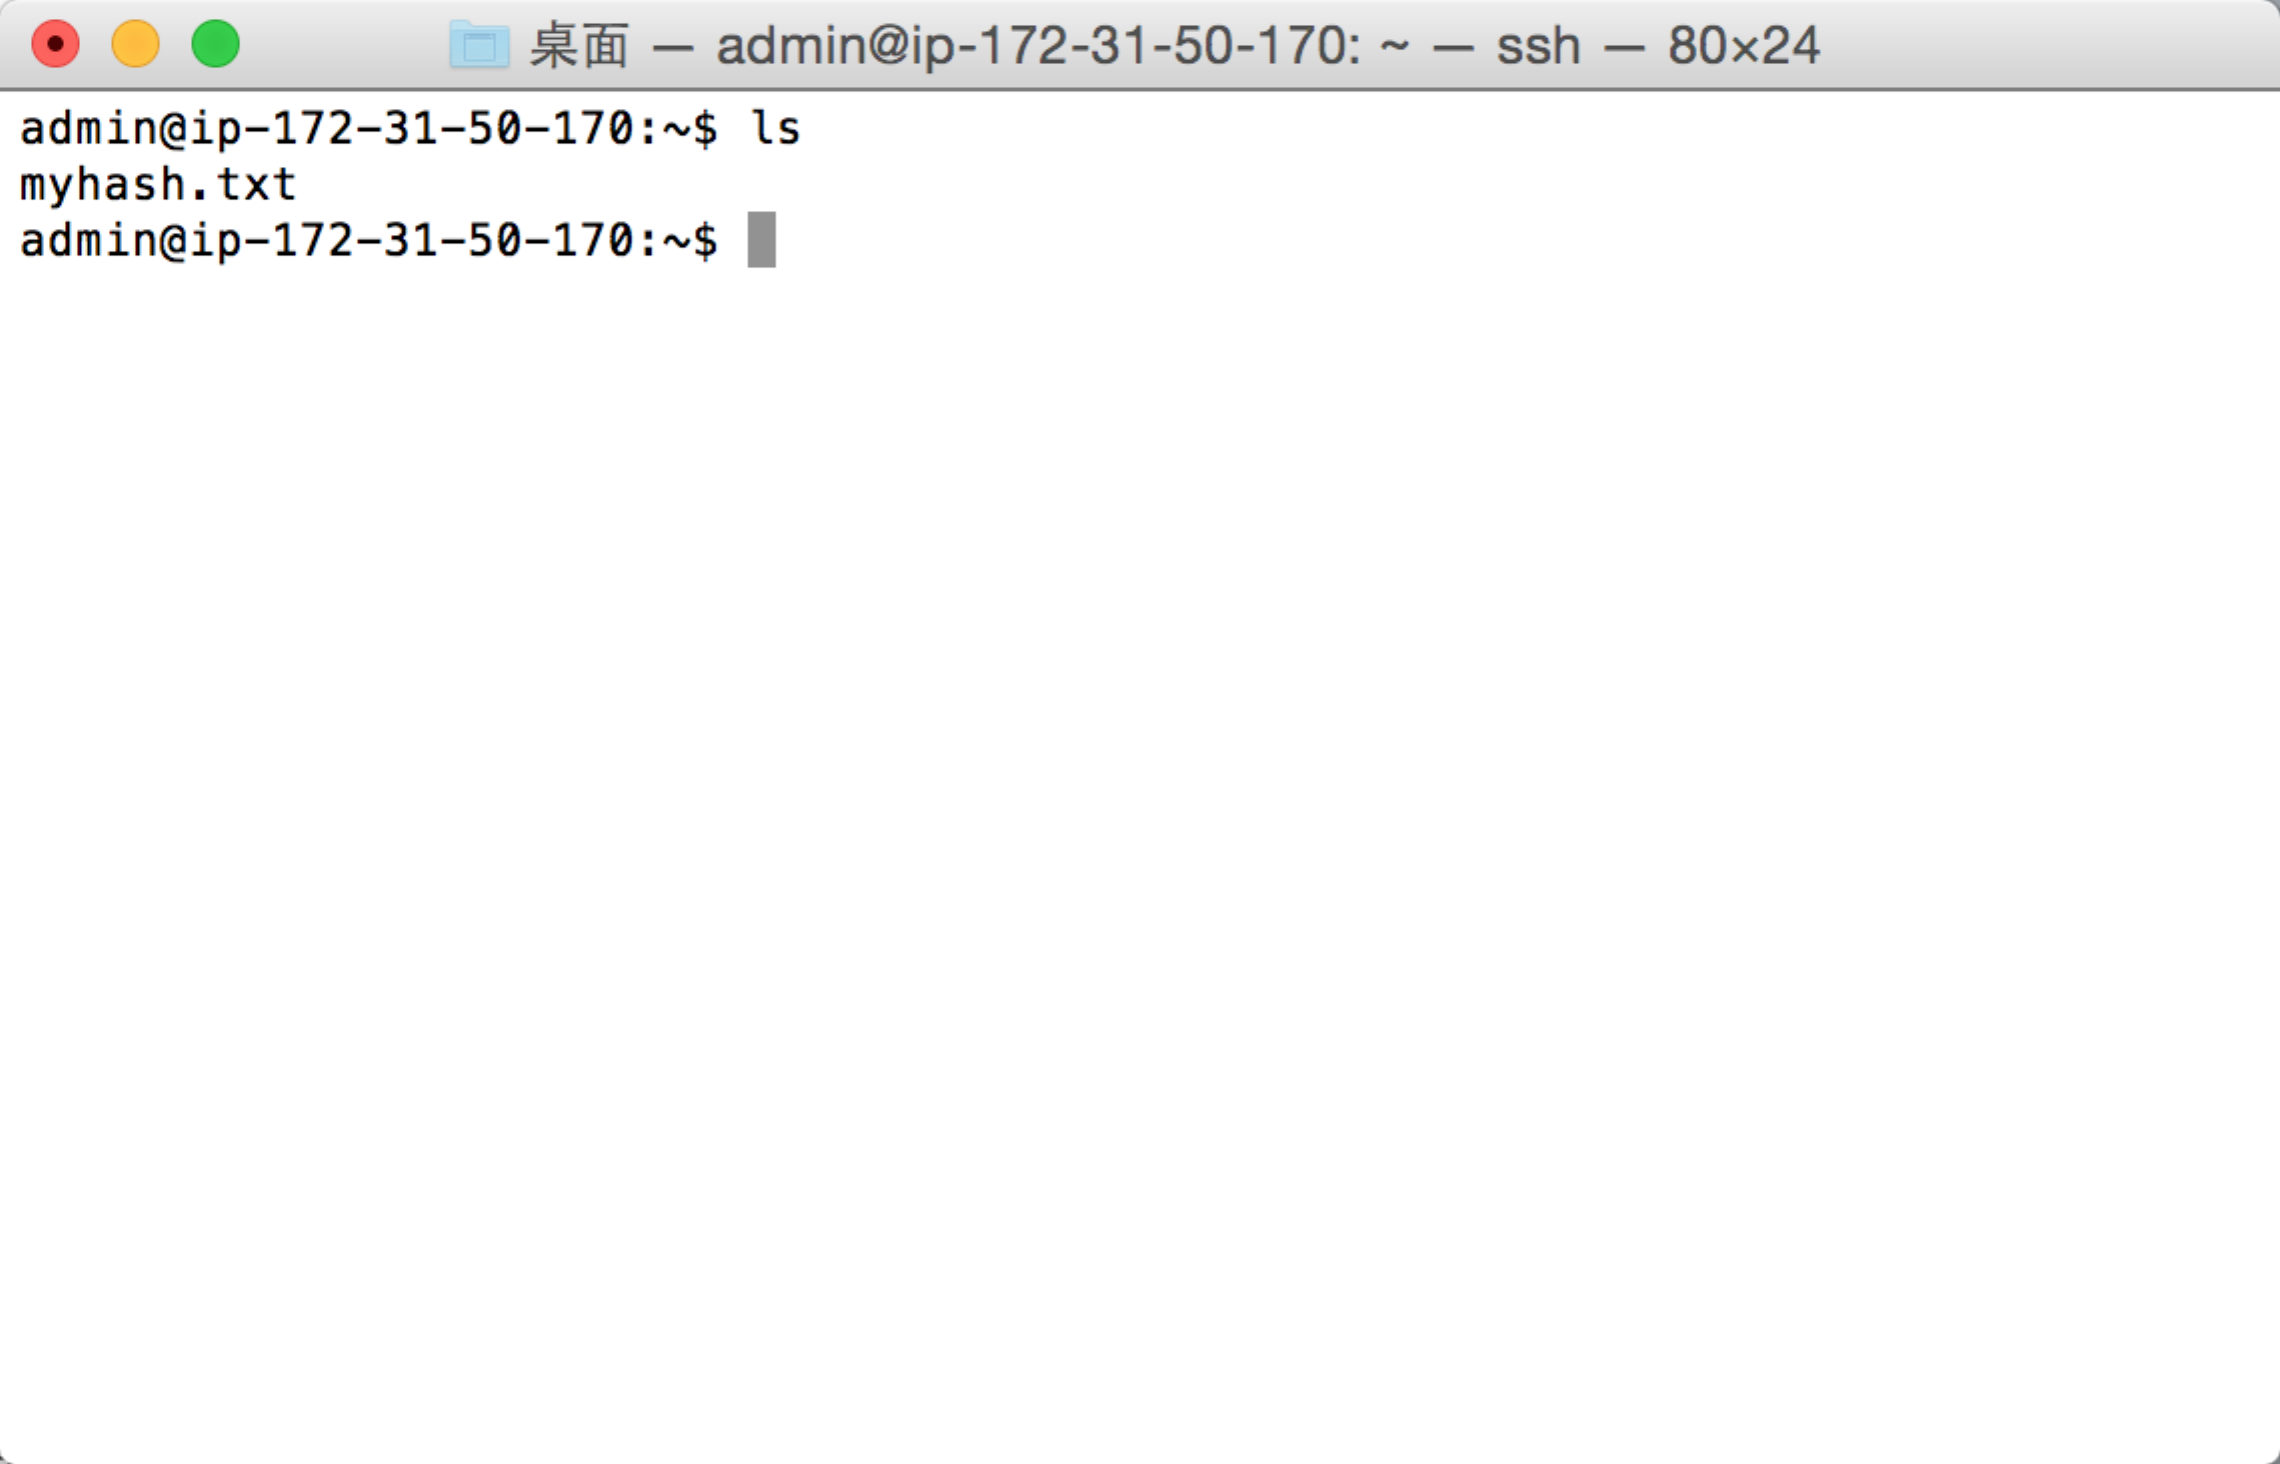 桌面 — admin@ip-172-31-50-170: ~ — ssh — 80×24
admin@ip-172-31-50-170:~$ ls
myhash.txt
admin@ip-172-31-50-170:~$